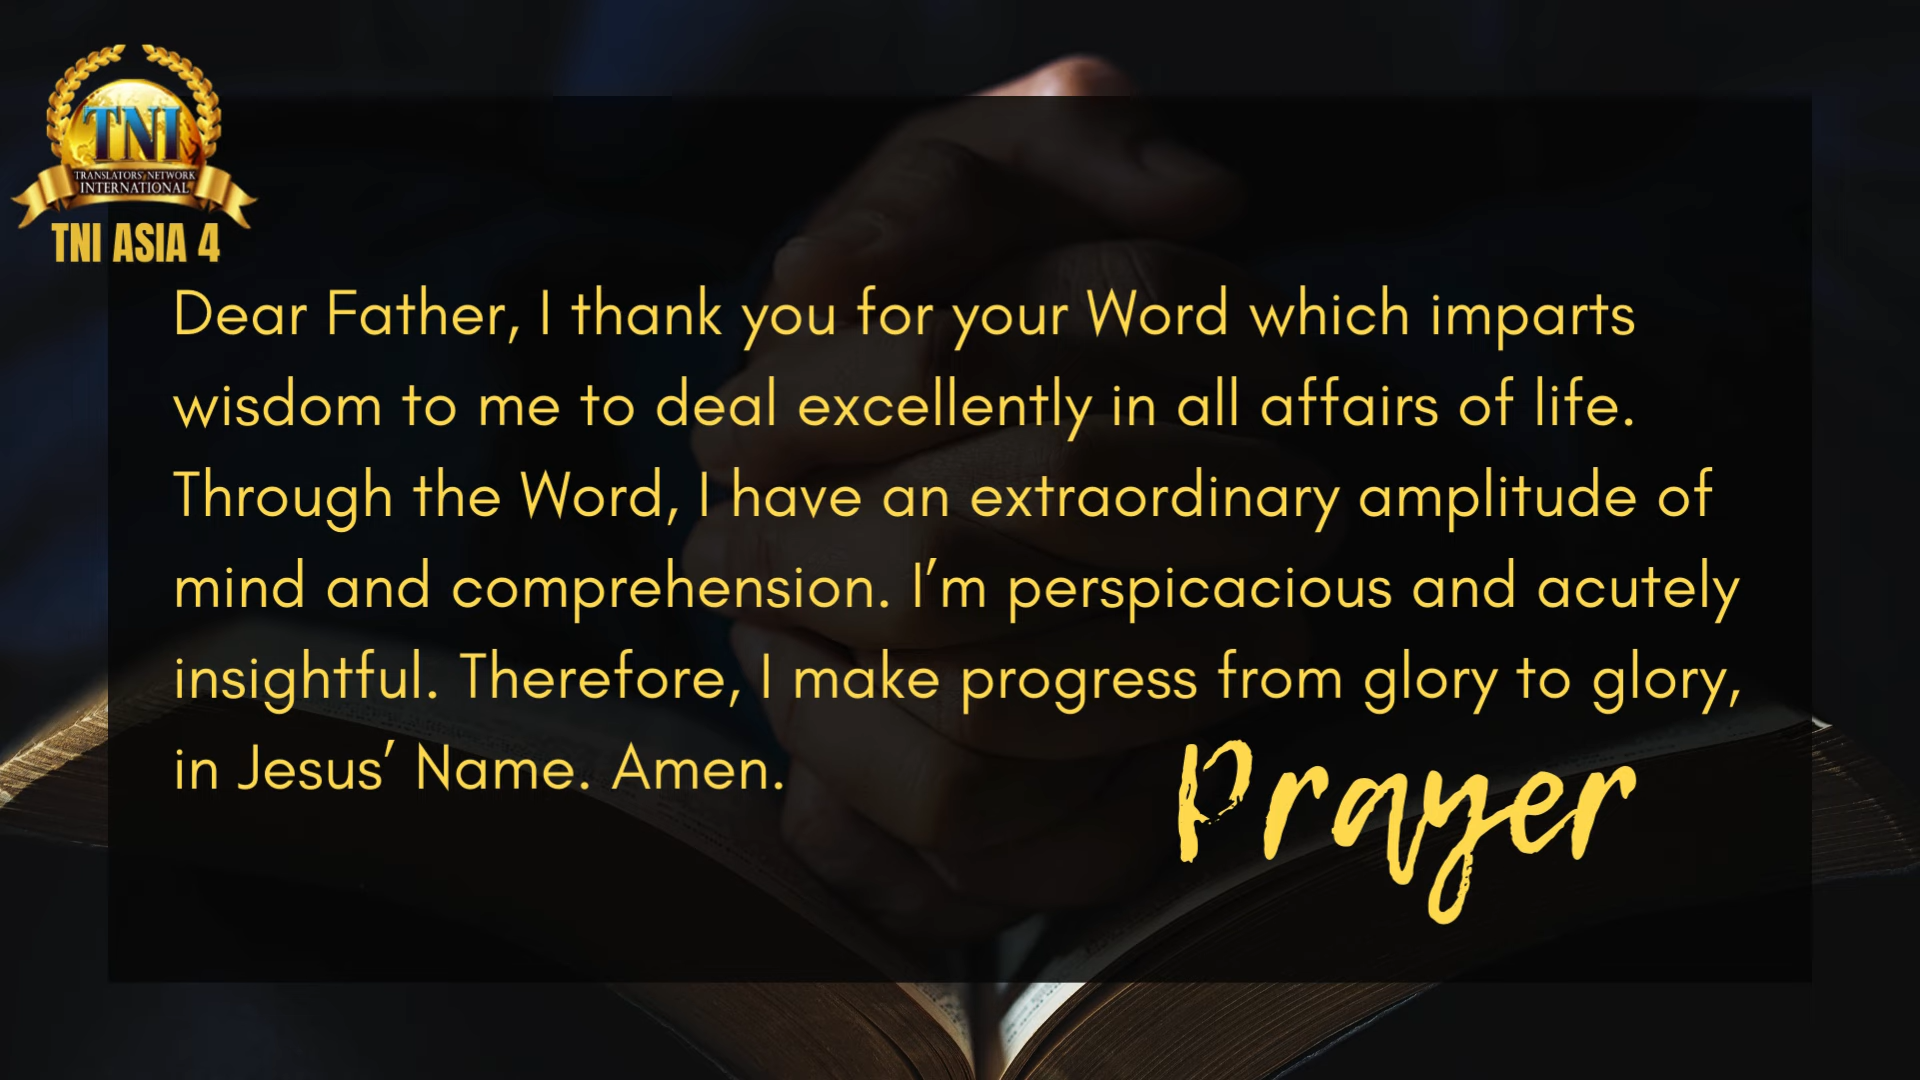 TNI
TRANSLATORS' NETWORK
INTERNATIONAL
TNI ASIA 4
Dear Father, I thank you for your Word which imparts
wisdom to me to deal excellently in all affairs of life.
Through the Word, I have an extraordinary amplitude of
mind and comprehension. I’m perspicacious and acutely
insightful. Therefore, I make progress from glory to glory,
in Jesus’ Name. Amen.
Prayer